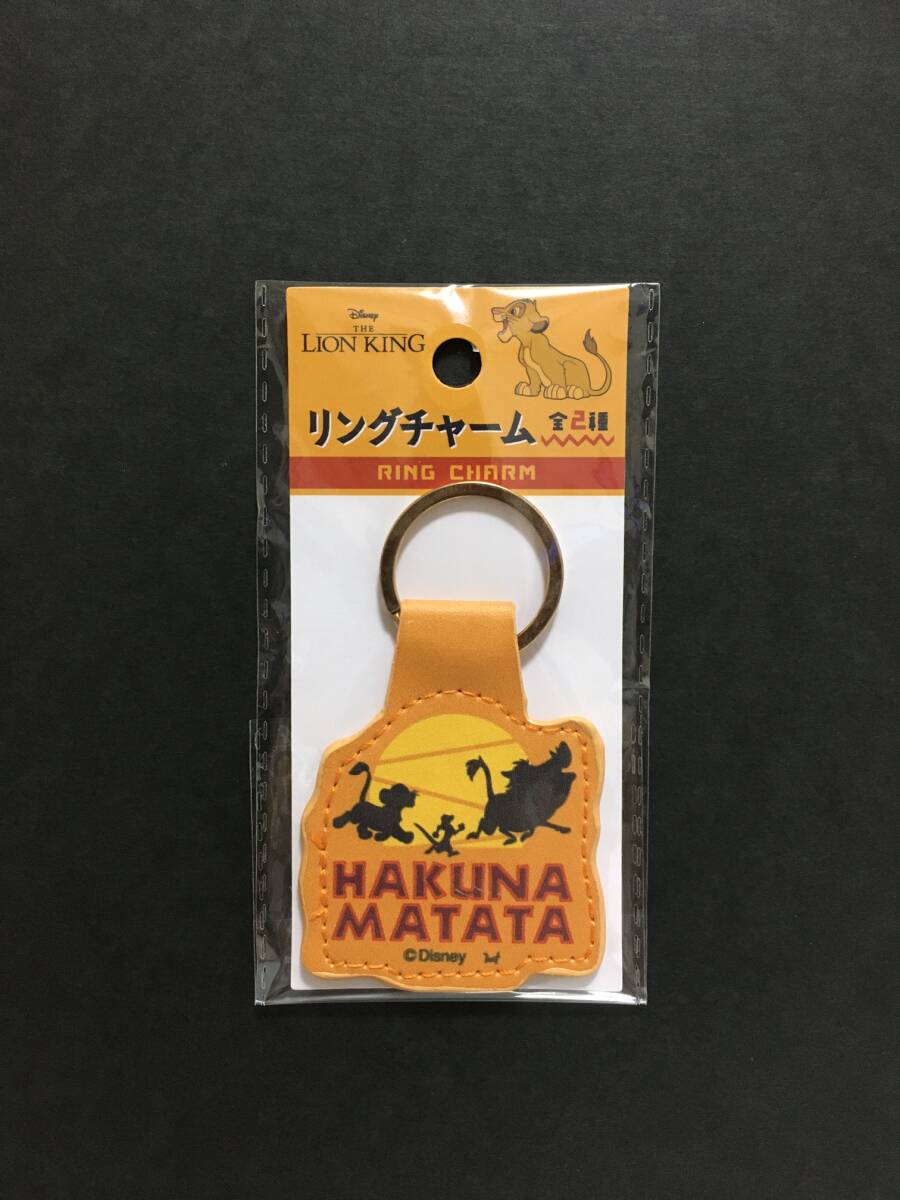 Disney
THE
LION KING
リングチャーム 全2種
RING CHARM
HAKUNA
MATATA
©Disney